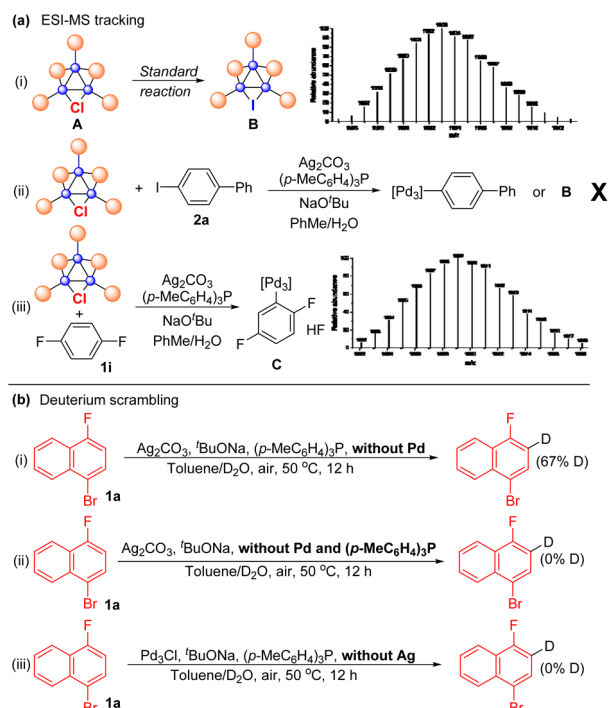 (a) ESI-MS tracking
(i)
Cl
A
Standard
reaction
I
B
Relative abundance
m/z
(ii)
Cl
+
I
Ph
2a
Ag2CO3
(p-MeC6H4)3P
NaOtBu
PhMe/H2O
[Pd3]
Ph or B X
(iii)
Cl
+
F
F
1i
Ag2CO3
(p-MeC6H4)3P
NaOtBu
PhMe/H2O
[Pd3]
F
F
HF
C
Relative abundance
m/z
(b) Deuterium scrambling
(i)
F
Br
1a
Ag2CO3, tBuONa, (p-MeC6H4)3P, without Pd
Toluene/D2O, air, 50 °C, 12 h
F
D
(67% D)
Br
(ii)
F
Br
1a
Ag2CO3, tBuONa, without Pd and (p-MeC6H4)3P
Toluene/D2O, air, 50 °C, 12 h
F
D
(0% D)
Br
(iii)
F
Br
1a
Pd3Cl, tBuONa, (p-MeC6H4)3P, without Ag
Toluene/D2O, air, 50 °C, 12 h
F
D
(0% D)
Br